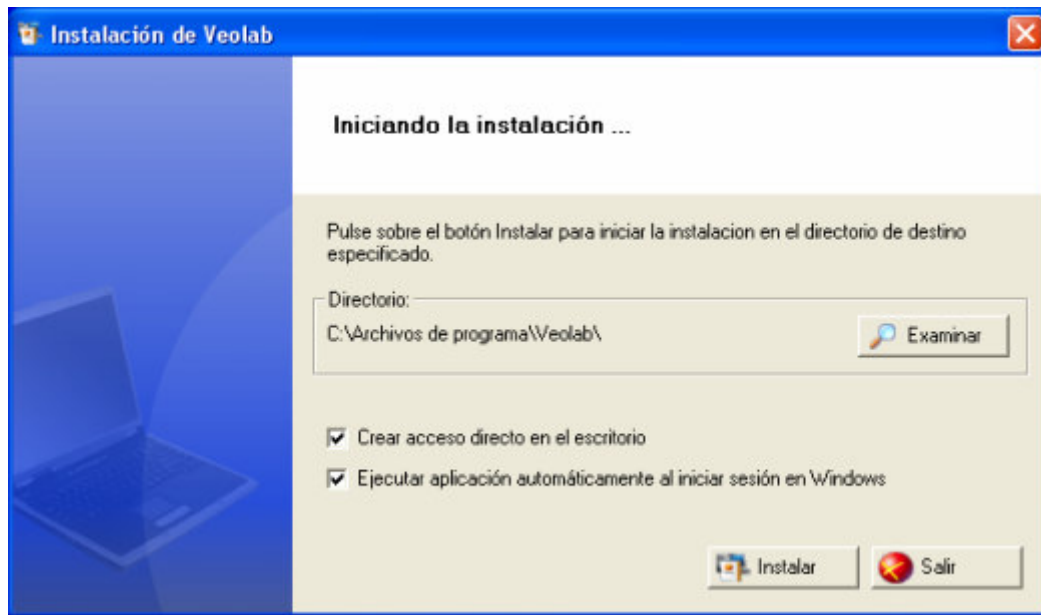 Instalación de Veolab
Iniciando la instalación ...
Pulse sobre el botón Instalar para iniciar la instalacion en el directorio de destino
especificado.
Directorio:
C:\Archivos de programa\Veolab\
Examinar
Crear acceso directo en el escritorio
Ejecutar aplicación automáticamente al iniciar sesión en Windows
Instalar
Salir